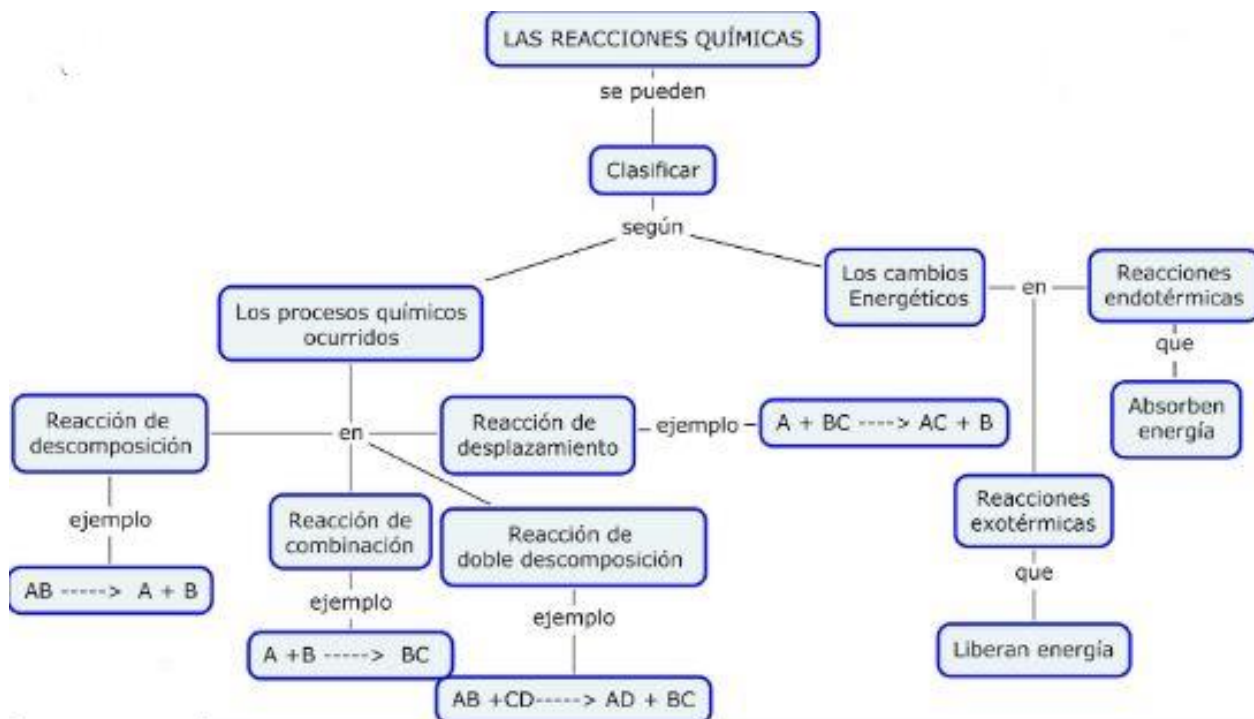 LAS REACCIONES QUÍMICAS
se pueden
Clasificar
según
Los procesos químicos
ocurridos
en
Reacción de
descomposición
ejemplo
AB -----> A + B
Reacción de
combinación
ejemplo
A +B -----> BC
Reacción de
doble descomposición
ejemplo
AB +CD-----> AD + BC
Reacción de
desplazamiento
ejemplo
A + BC ----> AC + B
Los cambios
Energéticos
en
Reacciones
endotérmicas
que
Absorben
energía
Reacciones
exotérmicas
que
Liberan energía